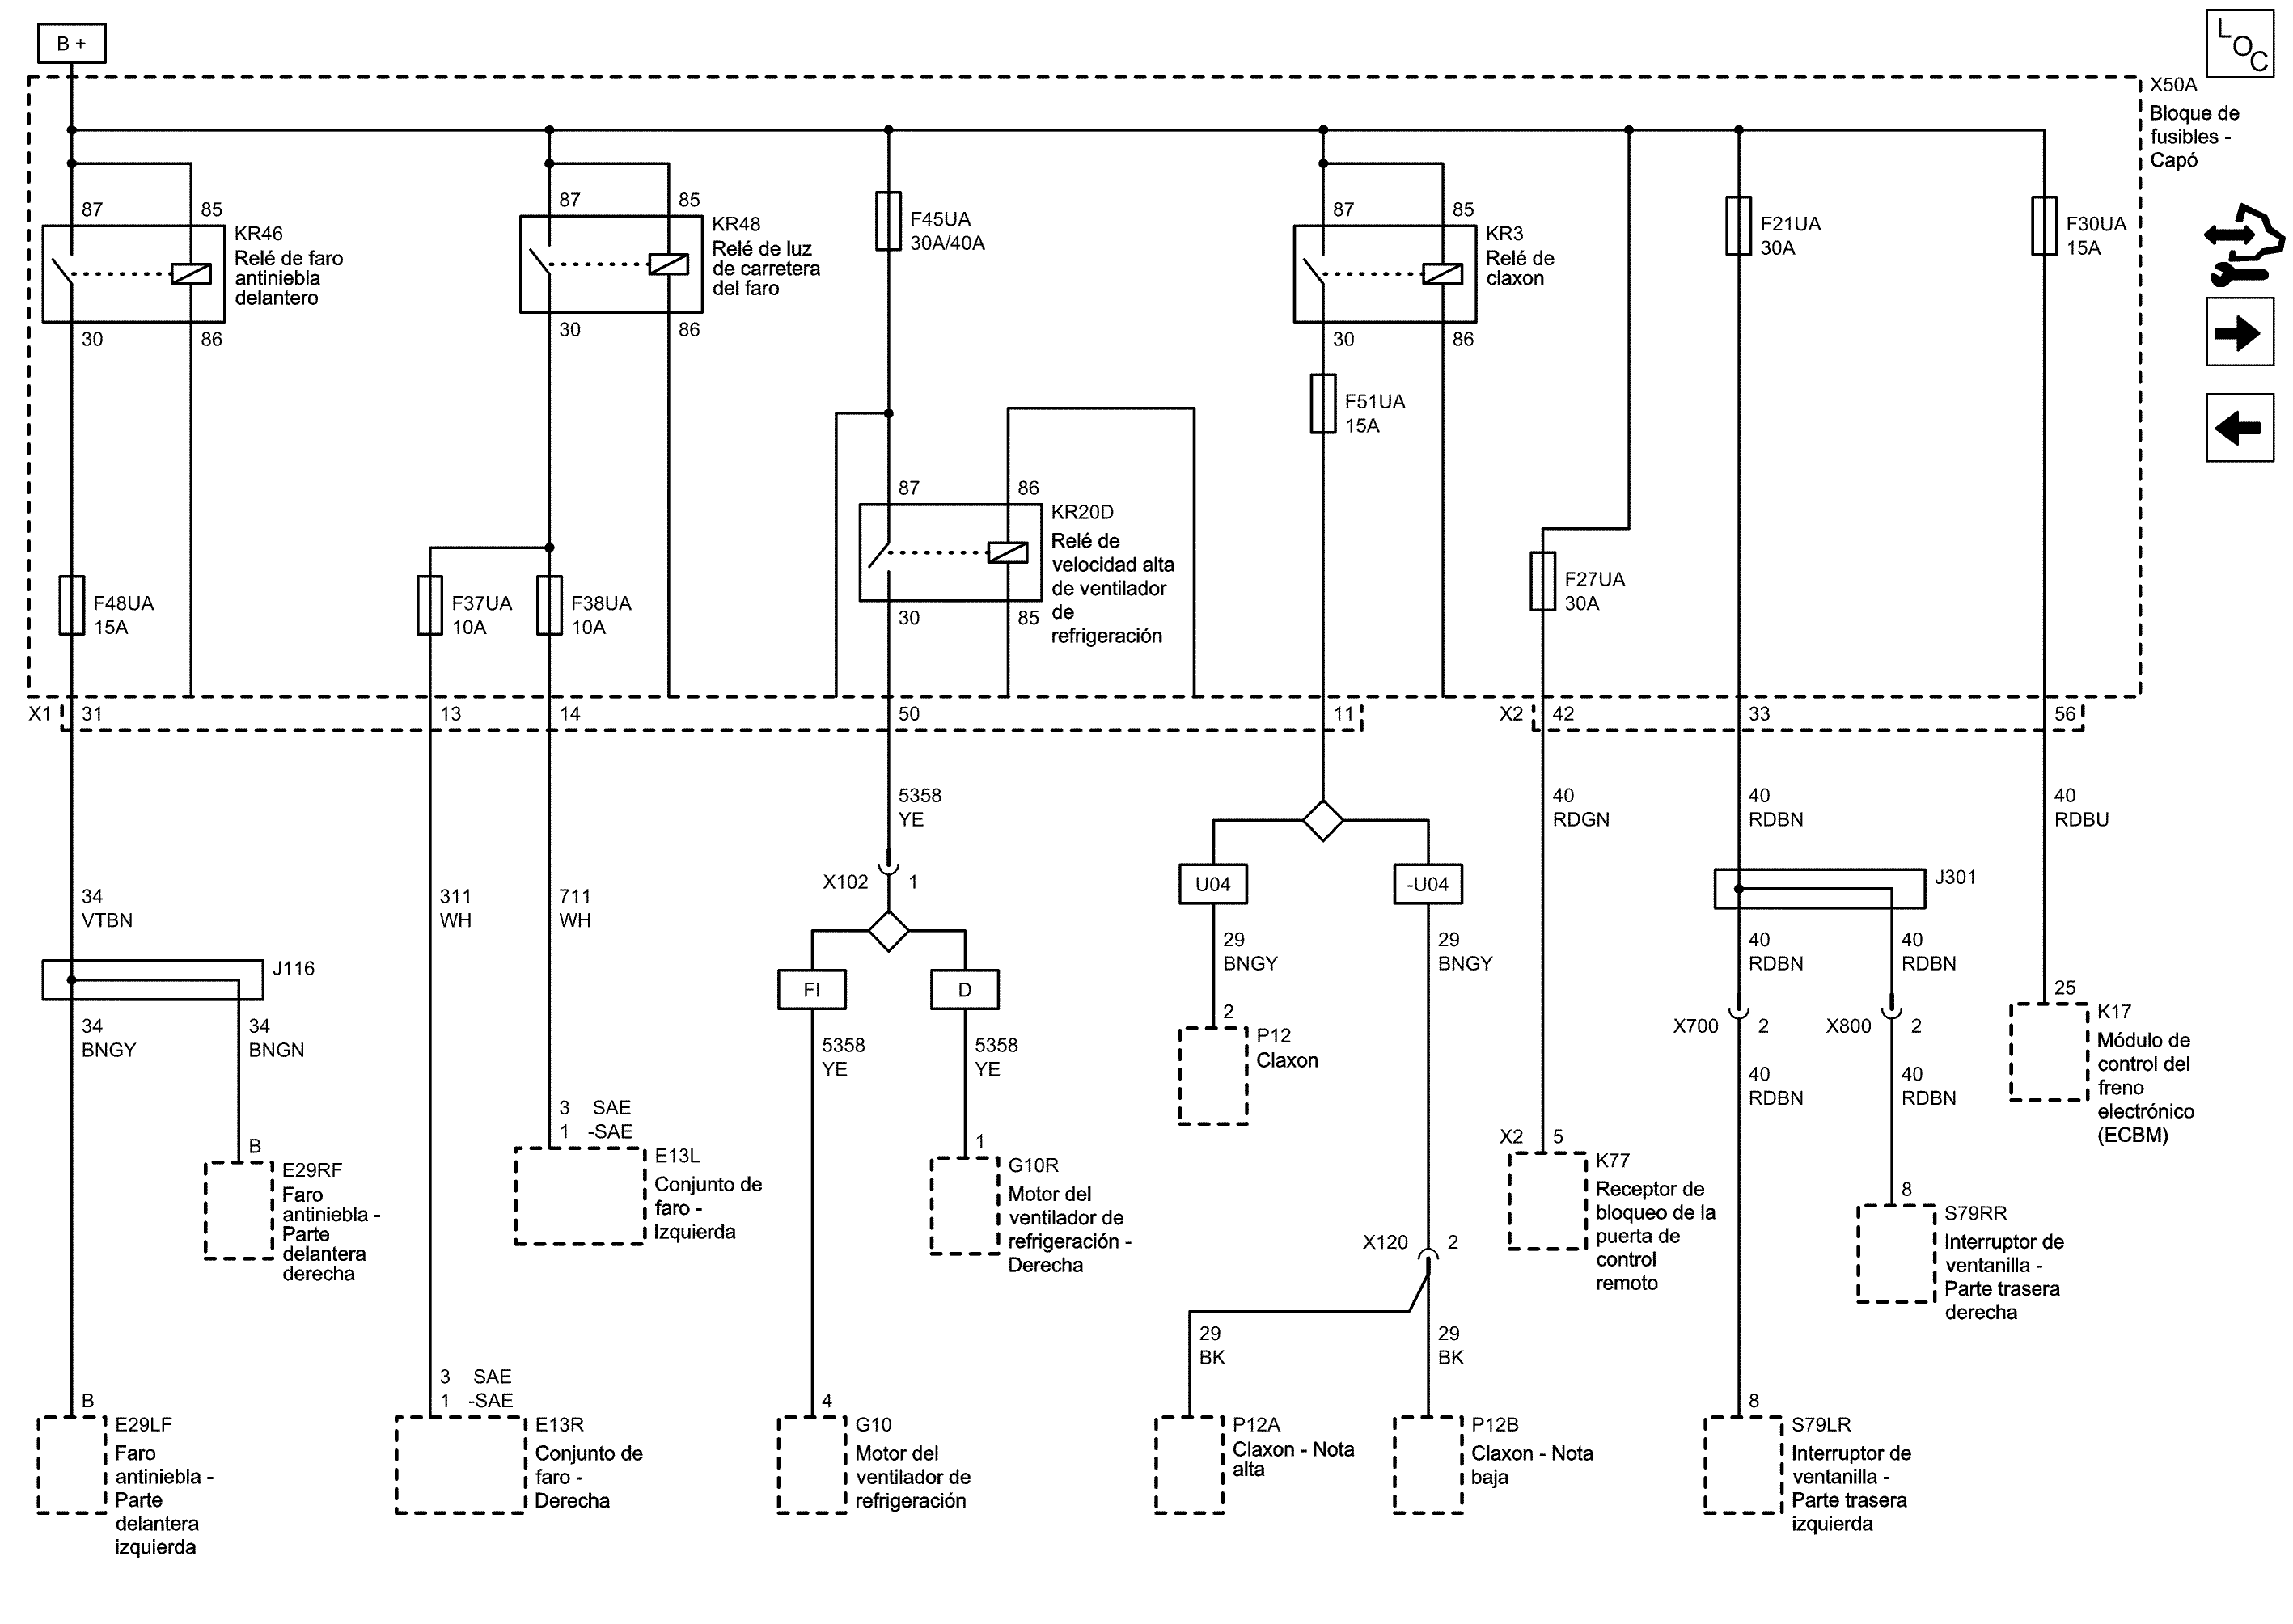 B +
L
O
C
X50A
Bloque de
fusibles -
Capó
87
85
KR46
Relé de faro
antiniebla
delantero
30
86
87
85
KR48
Relé de luz
de carretera
del faro
30
86
F45UA
30A/40A
87
85
KR3
Relé de
claxon
30
86
F21UA
30A
F30UA
15A
F51UA
15A
87
86
KR20D
Relé de
velocidad alta
de ventilador
de
refrigeración
30
85
F48UA
15A
F37UA
10A
F38UA
10A
F27UA
30A
X1
31
13
14
50
11
X2
42
33
56
5358
YE
40
RDGN
40
RDBN
40
RDBU
X102
1
U04
-U04
J301
34
VTBN
311
WH
711
WH
29
BNGY
29
BNGY
40
RDBN
40
RDBN
J116
FI
D
25
K17
Módulo de
control del
freno
electrónico
(ECBM)
34
BNGY
34
BNGN
5358
YE
5358
YE
2
P12
Claxon
X700
2
X800
2
40
RDBN
40
RDBN
3 SAE
1 -SAE
E13L
Conjunto de
faro -
Izquierda
B
E29RF
Faro
antiniebla -
Parte
delantera
derecha
1
G10R
Motor del
ventilador de
refrigeración -
Derecha
X2
5
K77
Receptor de
bloqueo de la
puerta de
control
remoto
8
S79RR
Interruptor de
ventanilla -
Parte trasera
derecha
X120
2
29
BK
29
BK
B
E29LF
Faro
antiniebla -
Parte
delantera
izquierda
3 SAE
1 -SAE
E13R
Conjunto de
faro -
Derecha
4
G10
Motor del
ventilador de
refrigeración
P12A
Claxon - Nota
alta
P12B
Claxon - Nota
baja
8
S79LR
Interruptor de
ventanilla -
Parte trasera
izquierda